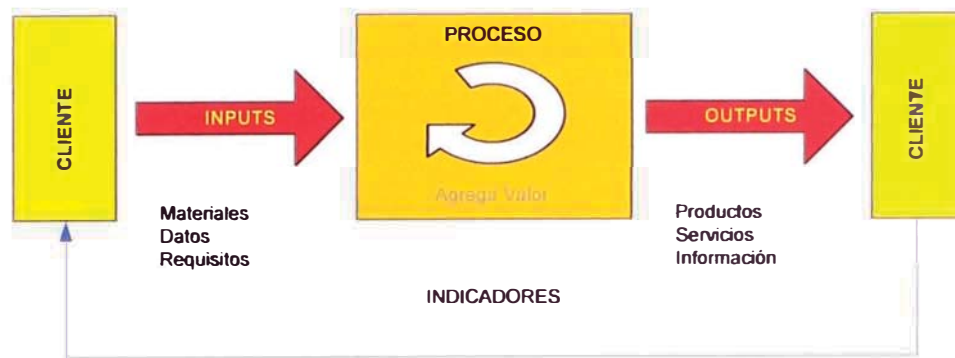 CLIENTE
INPUTS
Materiales
Datos
Requisitos
PROCESO
Agrega Valor
OUTPUTS
Productos
Servicios
Información
CLIENTE
INDICADORES